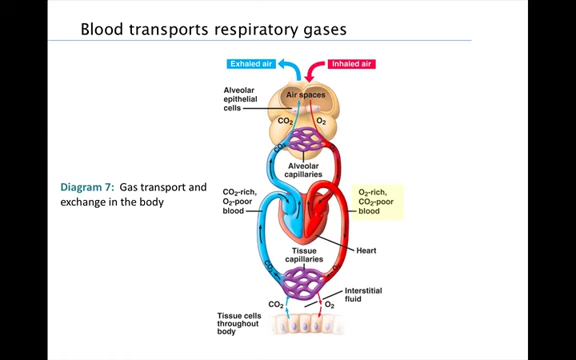 Blood transports respiratory gases
Exhaled air
Inhaled air
Alveolar
epithelial
cells
Air spaces
CO2
O2
CO2
Alveolar
capillaries
Diagram 7: Gas transport and
exchange in the body
CO2-rich,
O2-poor
blood
O2-rich,
CO2-poor
blood
Heart
Tissue
capillaries
CO2
O2
Interstitial
fluid
CO2
O2
Tissue cells
throughout
body